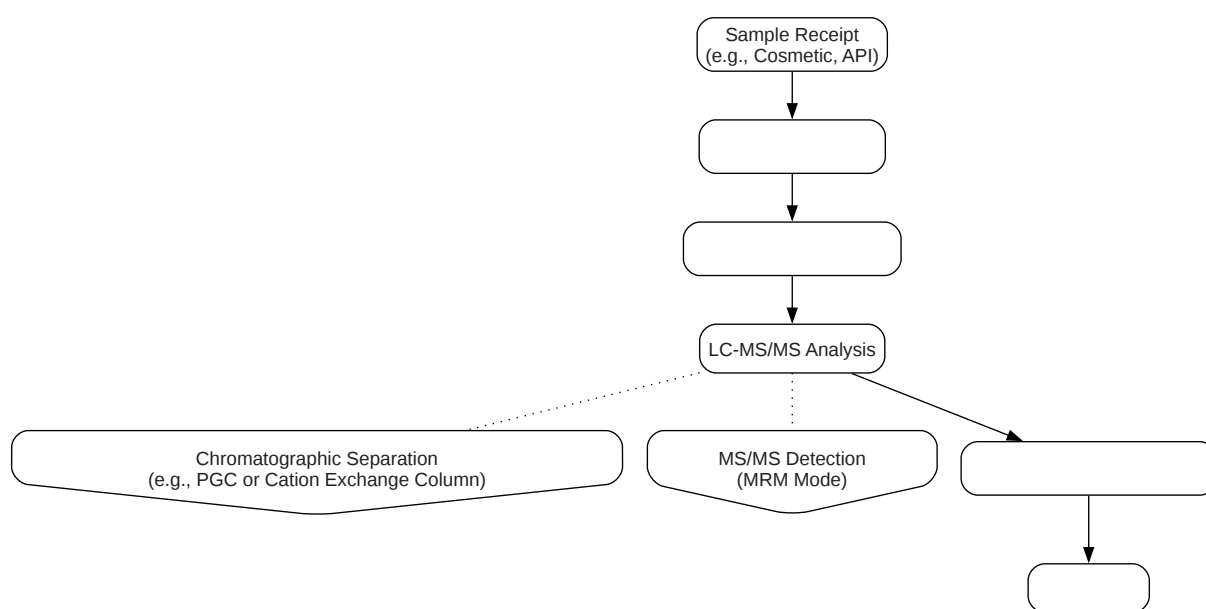 Sample Receipt
(e.g., Cosmetic, API)
LC-MS/MS Analysis
Chromatographic Separation
(e.g., PGC or Cation Exchange Column)
MS/MS Detection
(MRM Mode)